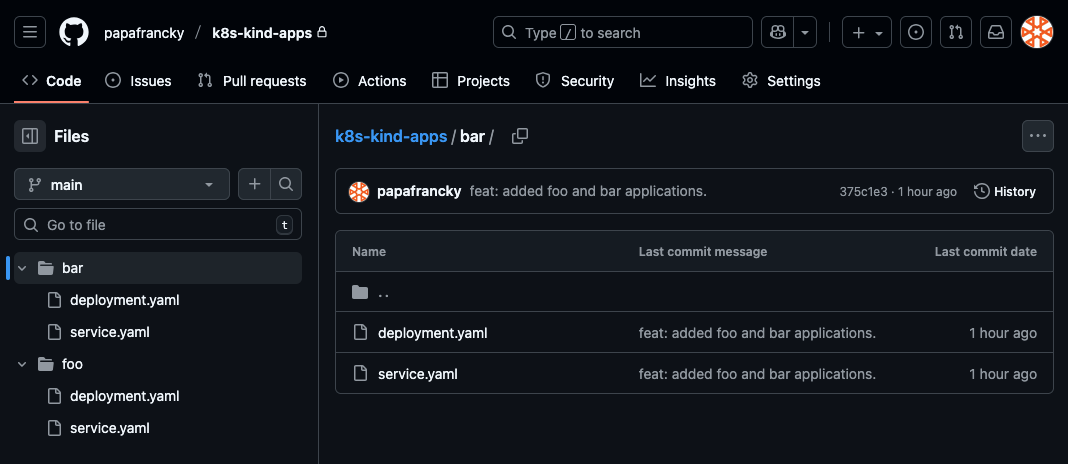 papafrancky / k8s-kind-apps
Type / to search
Code Issues Pull requests Actions Projects Security Insights Settings
Files
main
Go to file
t
bar
deployment.yaml
service.yaml
foo
deployment.yaml
service.yaml
k8s-kind-apps / bar /
papafrancky feat: added foo and bar applications. 375c1e3 · 1 hour ago History
Name Last commit message Last commit date
..
deployment.yaml feat: added foo and bar applications. 1 hour ago
service.yaml feat: added foo and bar applications. 1 hour ago